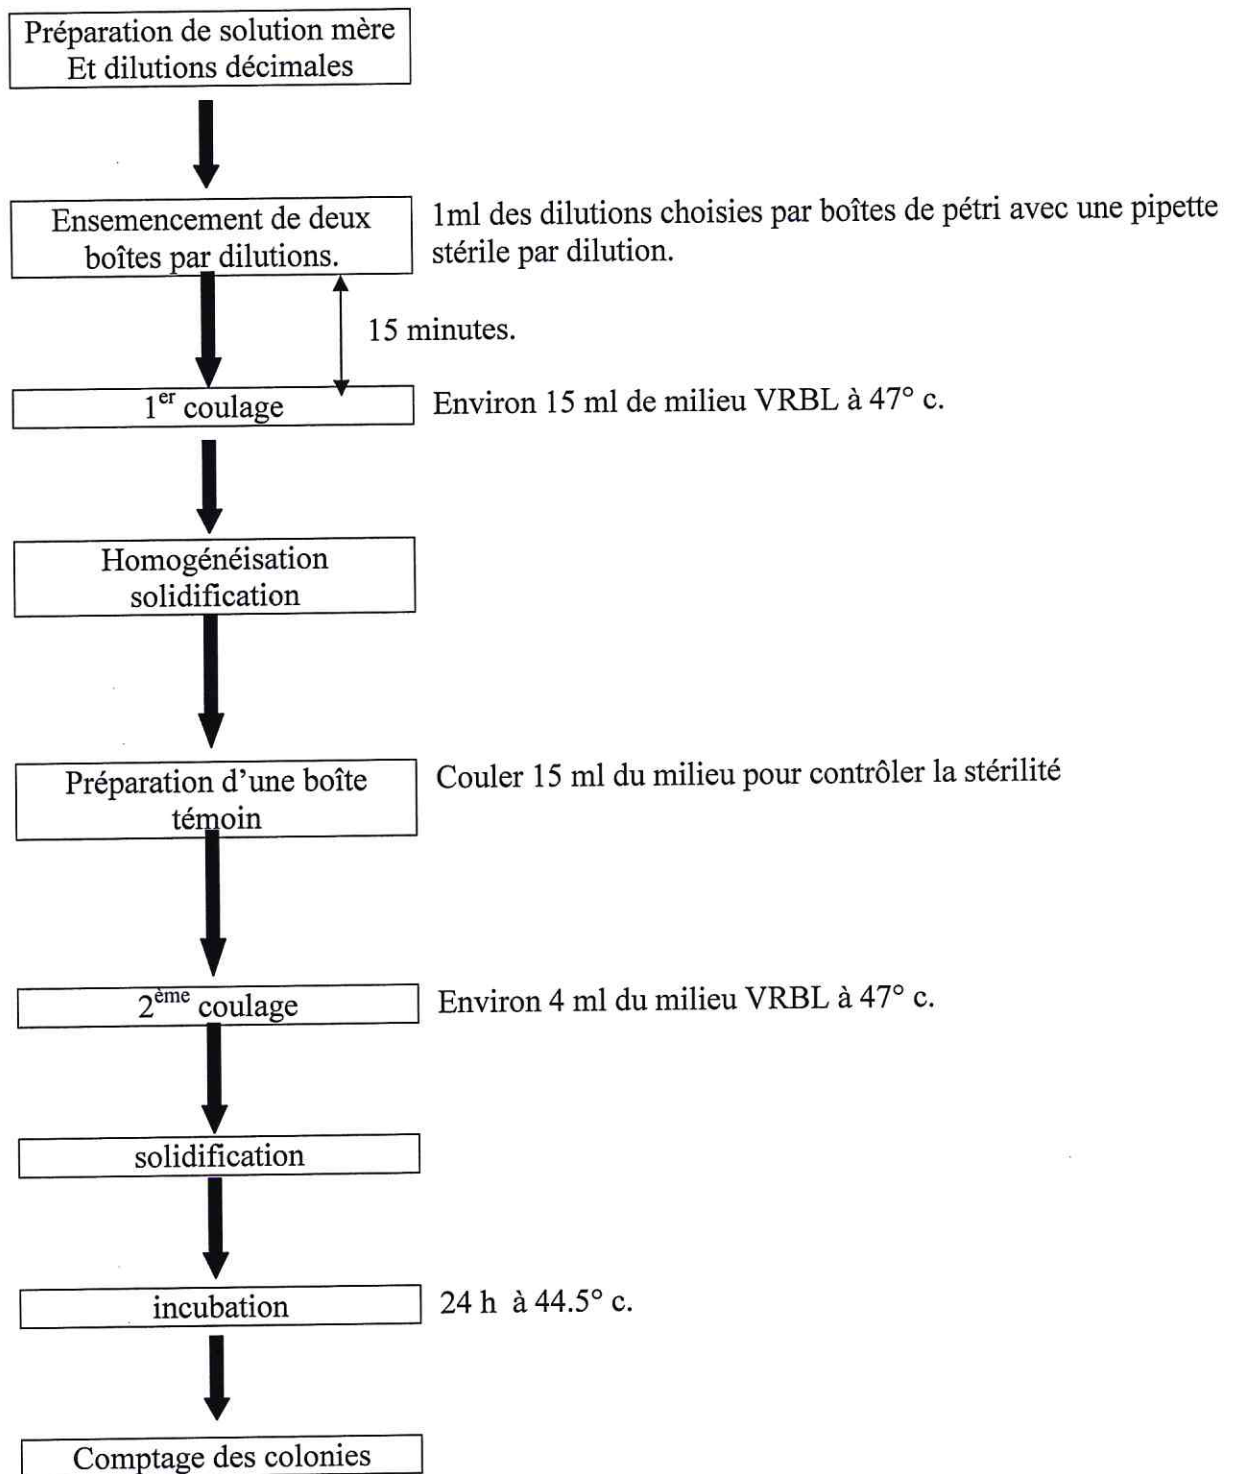 Préparation de solution mère
Et dilutions décimales
Ensemencement de deux
boîtes par dilutions.
1ml des dilutions choisies par boîtes de pétri avec une pipette
stérile par dilution.
15 minutes.
1er coulage
Environ 15 ml de milieu VRBL à 47° c.
Homogénéisation
solidification
Préparation d’une boîte
témoin
Couler 15 ml du milieu pour contrôler la stérilité
2ème coulage
Environ 4 ml du milieu VRBL à 47° c.
solidification
incubation
24 h à 44.5° c.
Comptage des colonies